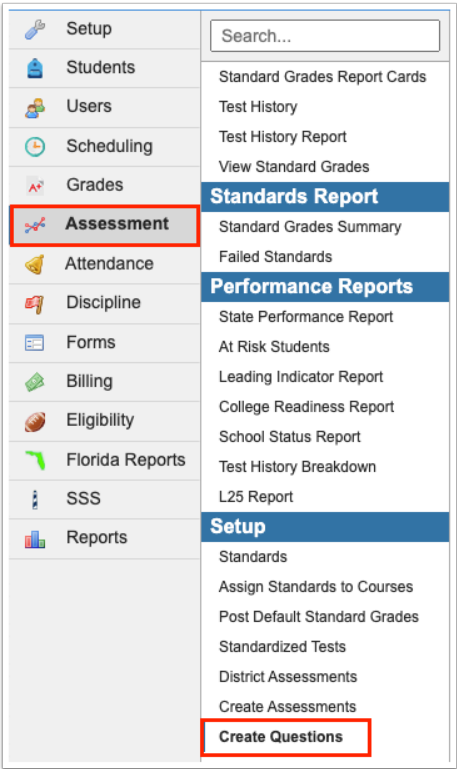 Setup
Students
Users
Scheduling
A+
Grades
Assessment
Attendance
Discipline
Forms
Billing
Eligibility
Florida Reports
SSS
Reports
Search...
Standard Grades Report Cards
Test History
Test History Report
View Standard Grades
Standards Report
Standard Grades Summary
Failed Standards
Performance Reports
State Performance Report
At Risk Students
Leading Indicator Report
College Readiness Report
School Status Report
Test History Breakdown
L25 Report
Setup
Standards
Assign Standards to Courses
Post Default Standard Grades
Standardized Tests
District Assessments
Create Assessments
Create Questions